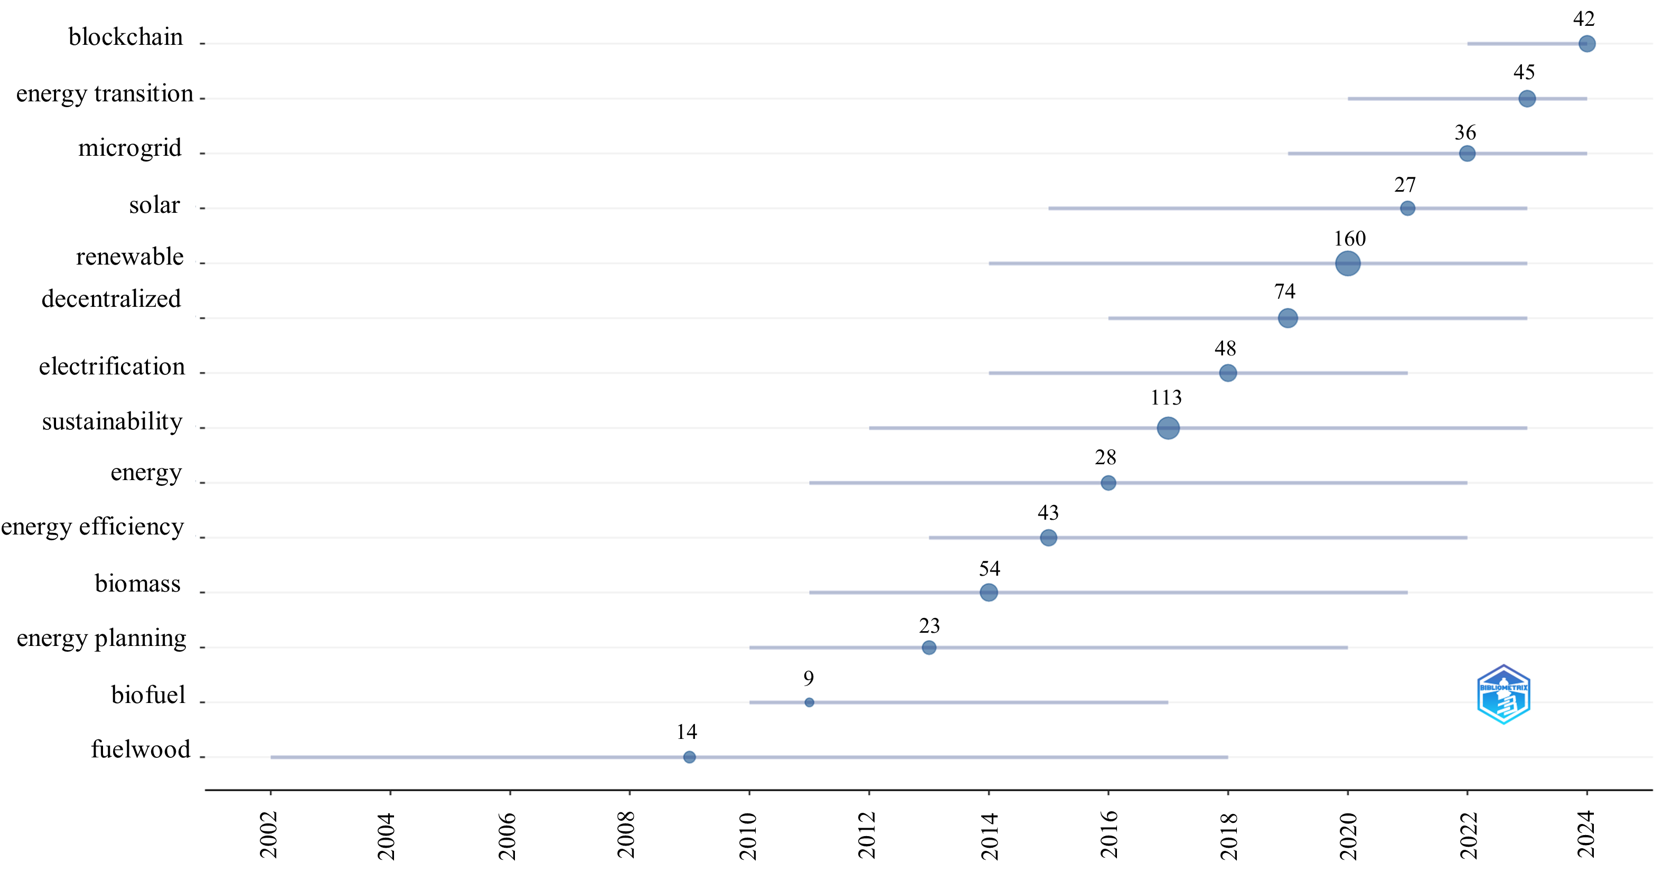 42
blockchain
45
energy transition
36
microgrid
27
solar
160
renewable
74
decentralized
48
electrification
113
sustainability
28
energy
43
energy efficiency
54
biomass
23
energy planning
9
biofuel
BIBLIOMETRIX
14
fuelwood
2002 2004 2006 2008 2010 2012 2014 2016 2018 2020 2022 2024